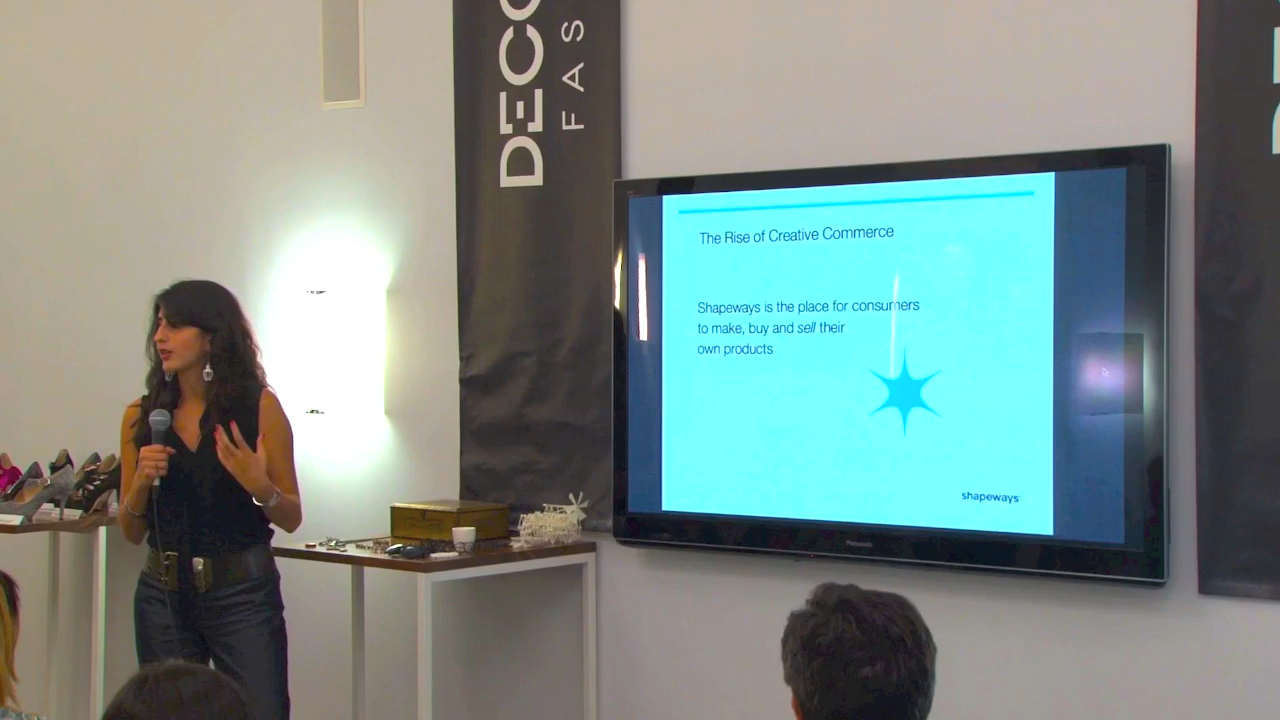 DECO
FAS
The Rise of Creative Commerce
Shapeways is the place for consumers
to make, buy and sell their
own products
shapeways
Panasonic